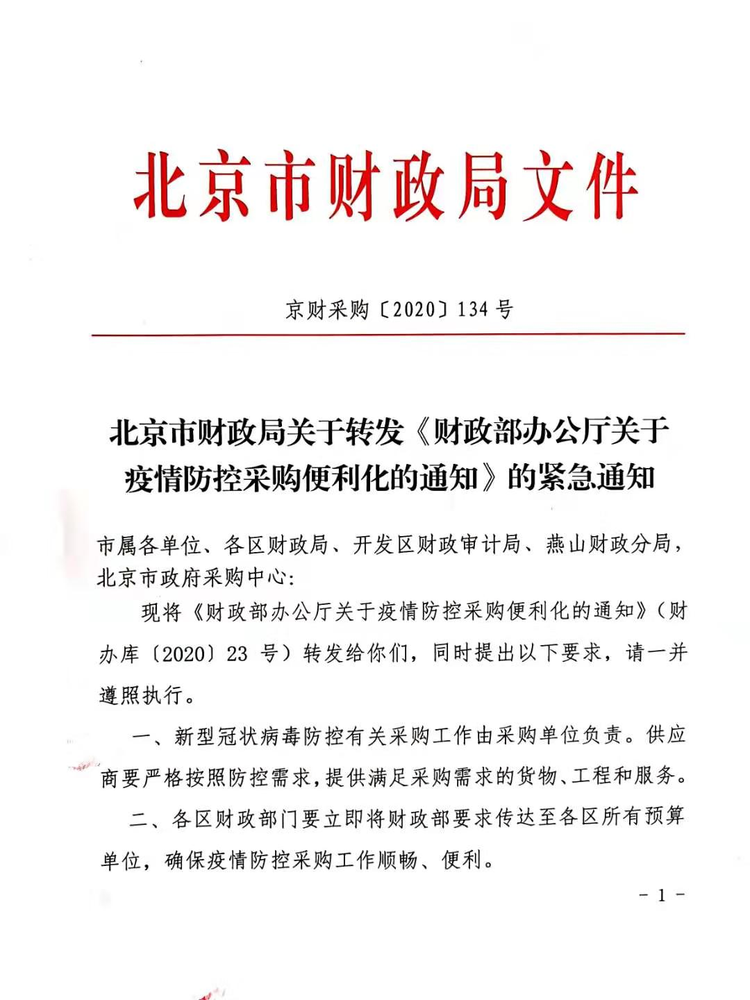 北京市财政局文件
京财采购〔2020〕134 号
北京市财政局关于转发《财政部办公厅关于
疫情防控采购便利化的通知》的紧急通知
市属各单位、各区财政局、开发区财政审计局、燕山财政分局，
北京市政府采购中心：
现将《财政部办公厅关于疫情防控采购便利化的通知》（财
办库〔2020〕23 号）转发给你们，同时提出以下要求，请一并
遵照执行。
一、新型冠状病毒防控有关采购工作由采购单位负责。供应
商要严格按照防控需求，提供满足采购需求的货物、工程和服务。
二、各区财政部门要立即将财政部要求传达至各区所有预算
单位，确保疫情防控采购工作顺畅、便利。
- 1 -